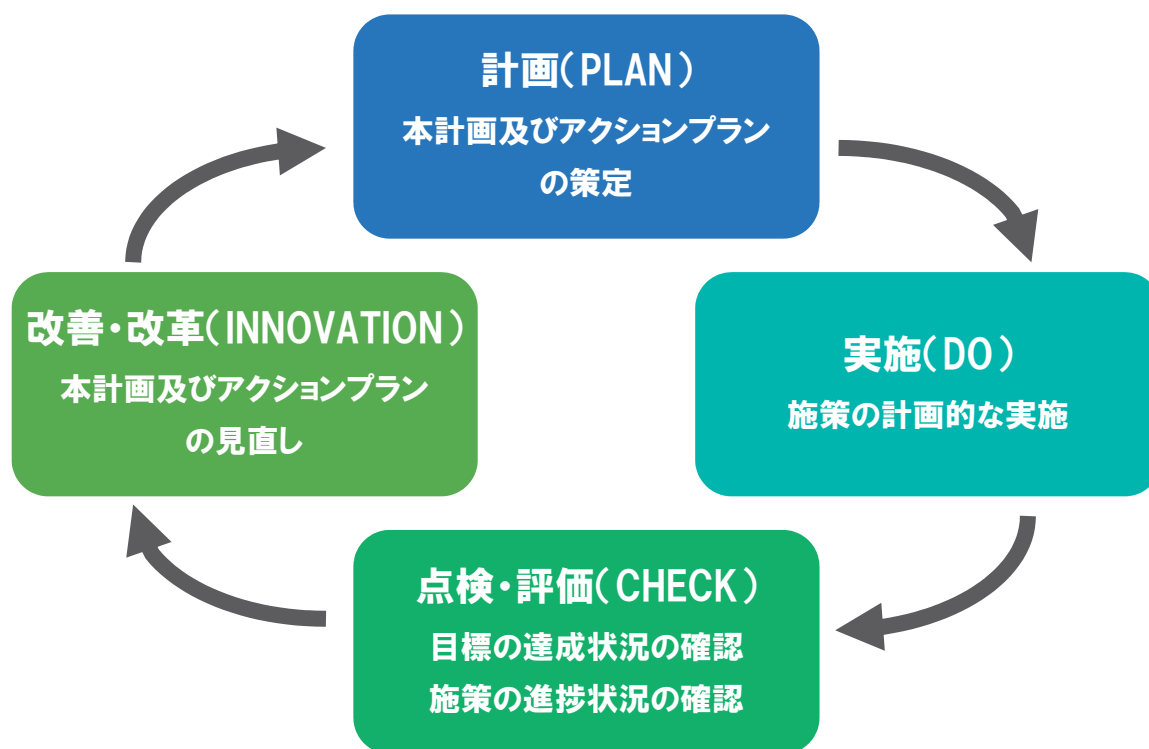 計画(PLAN)
本計画及びアクションプラン
の策定
実施(DO)
施策の計画的な実施
点検・評価(CHECK)
目標の達成状況の確認
施策の進捗状況の確認
改善・改革(INNOVATION)
本計画及びアクションプラン
の見直し